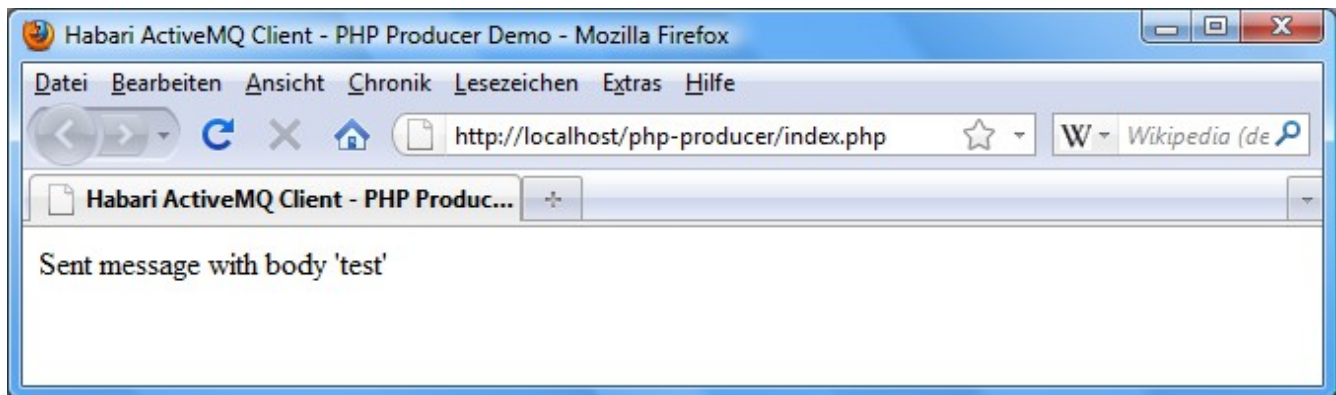 Habari ActiveMQ Client - PHP Producer Demo - Mozilla Firefox
Datei Bearbeiten Ansicht Chronik Lesezeichen Extras Hilfe
http://localhost/php-producer/index.php W Wikipedia (de
Habari ActiveMQ Client - PHP Produc...
Sent message with body 'test'